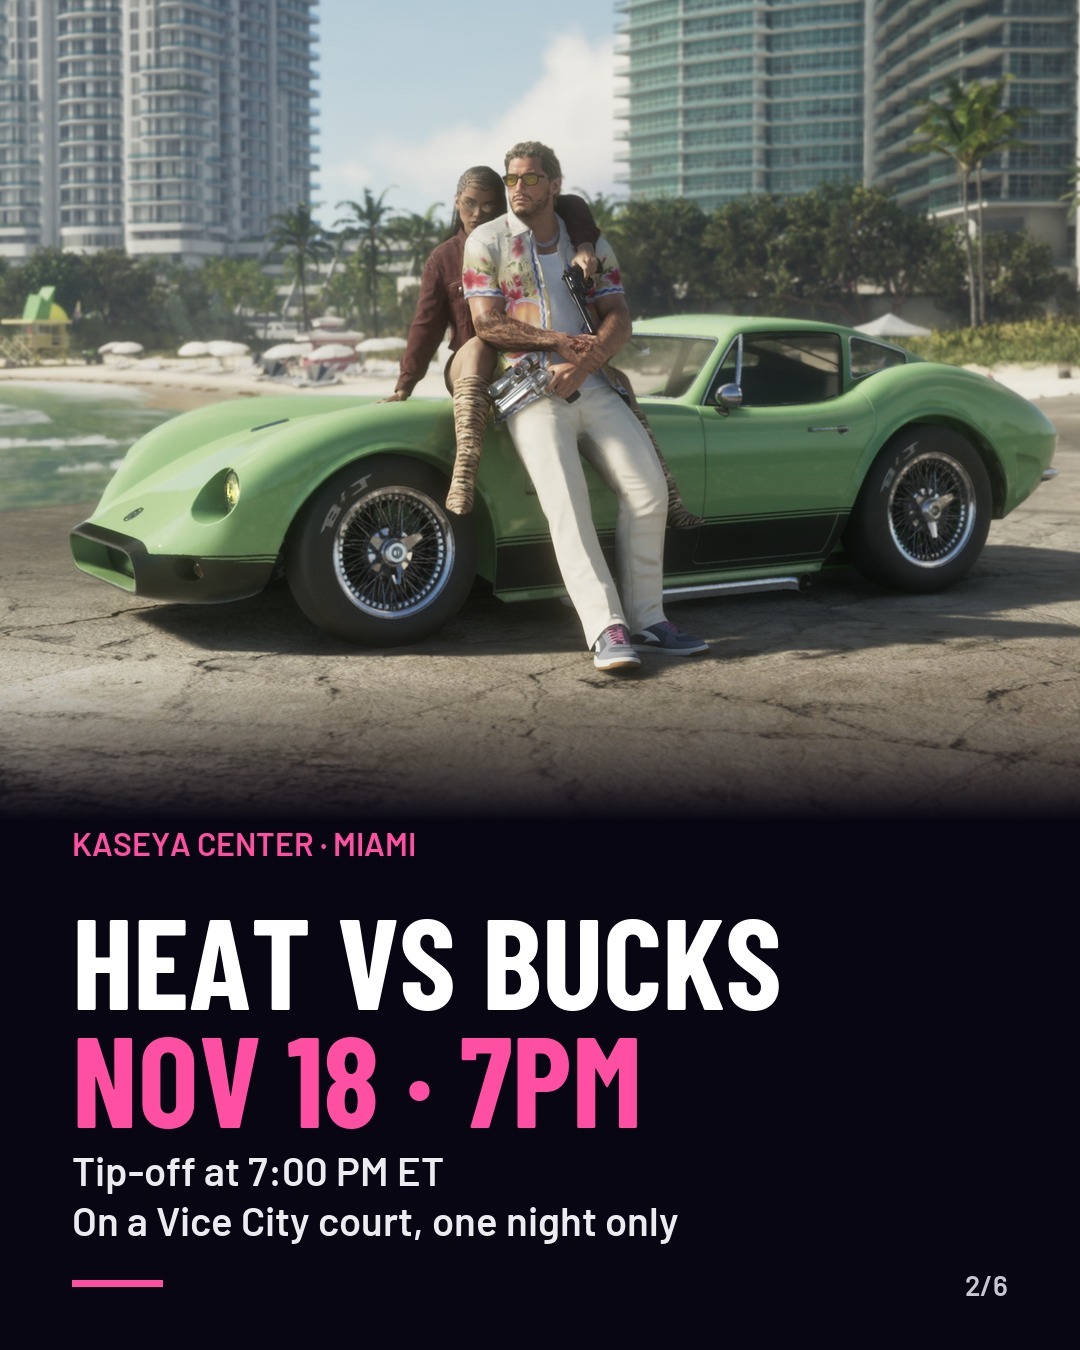 KASEYA CENTER · MIAMI
HEAT VS BUCKS
NOV 18 · 7PM
Tip-off at 7:00 PM ET
On a Vice City court, one night only
2/6